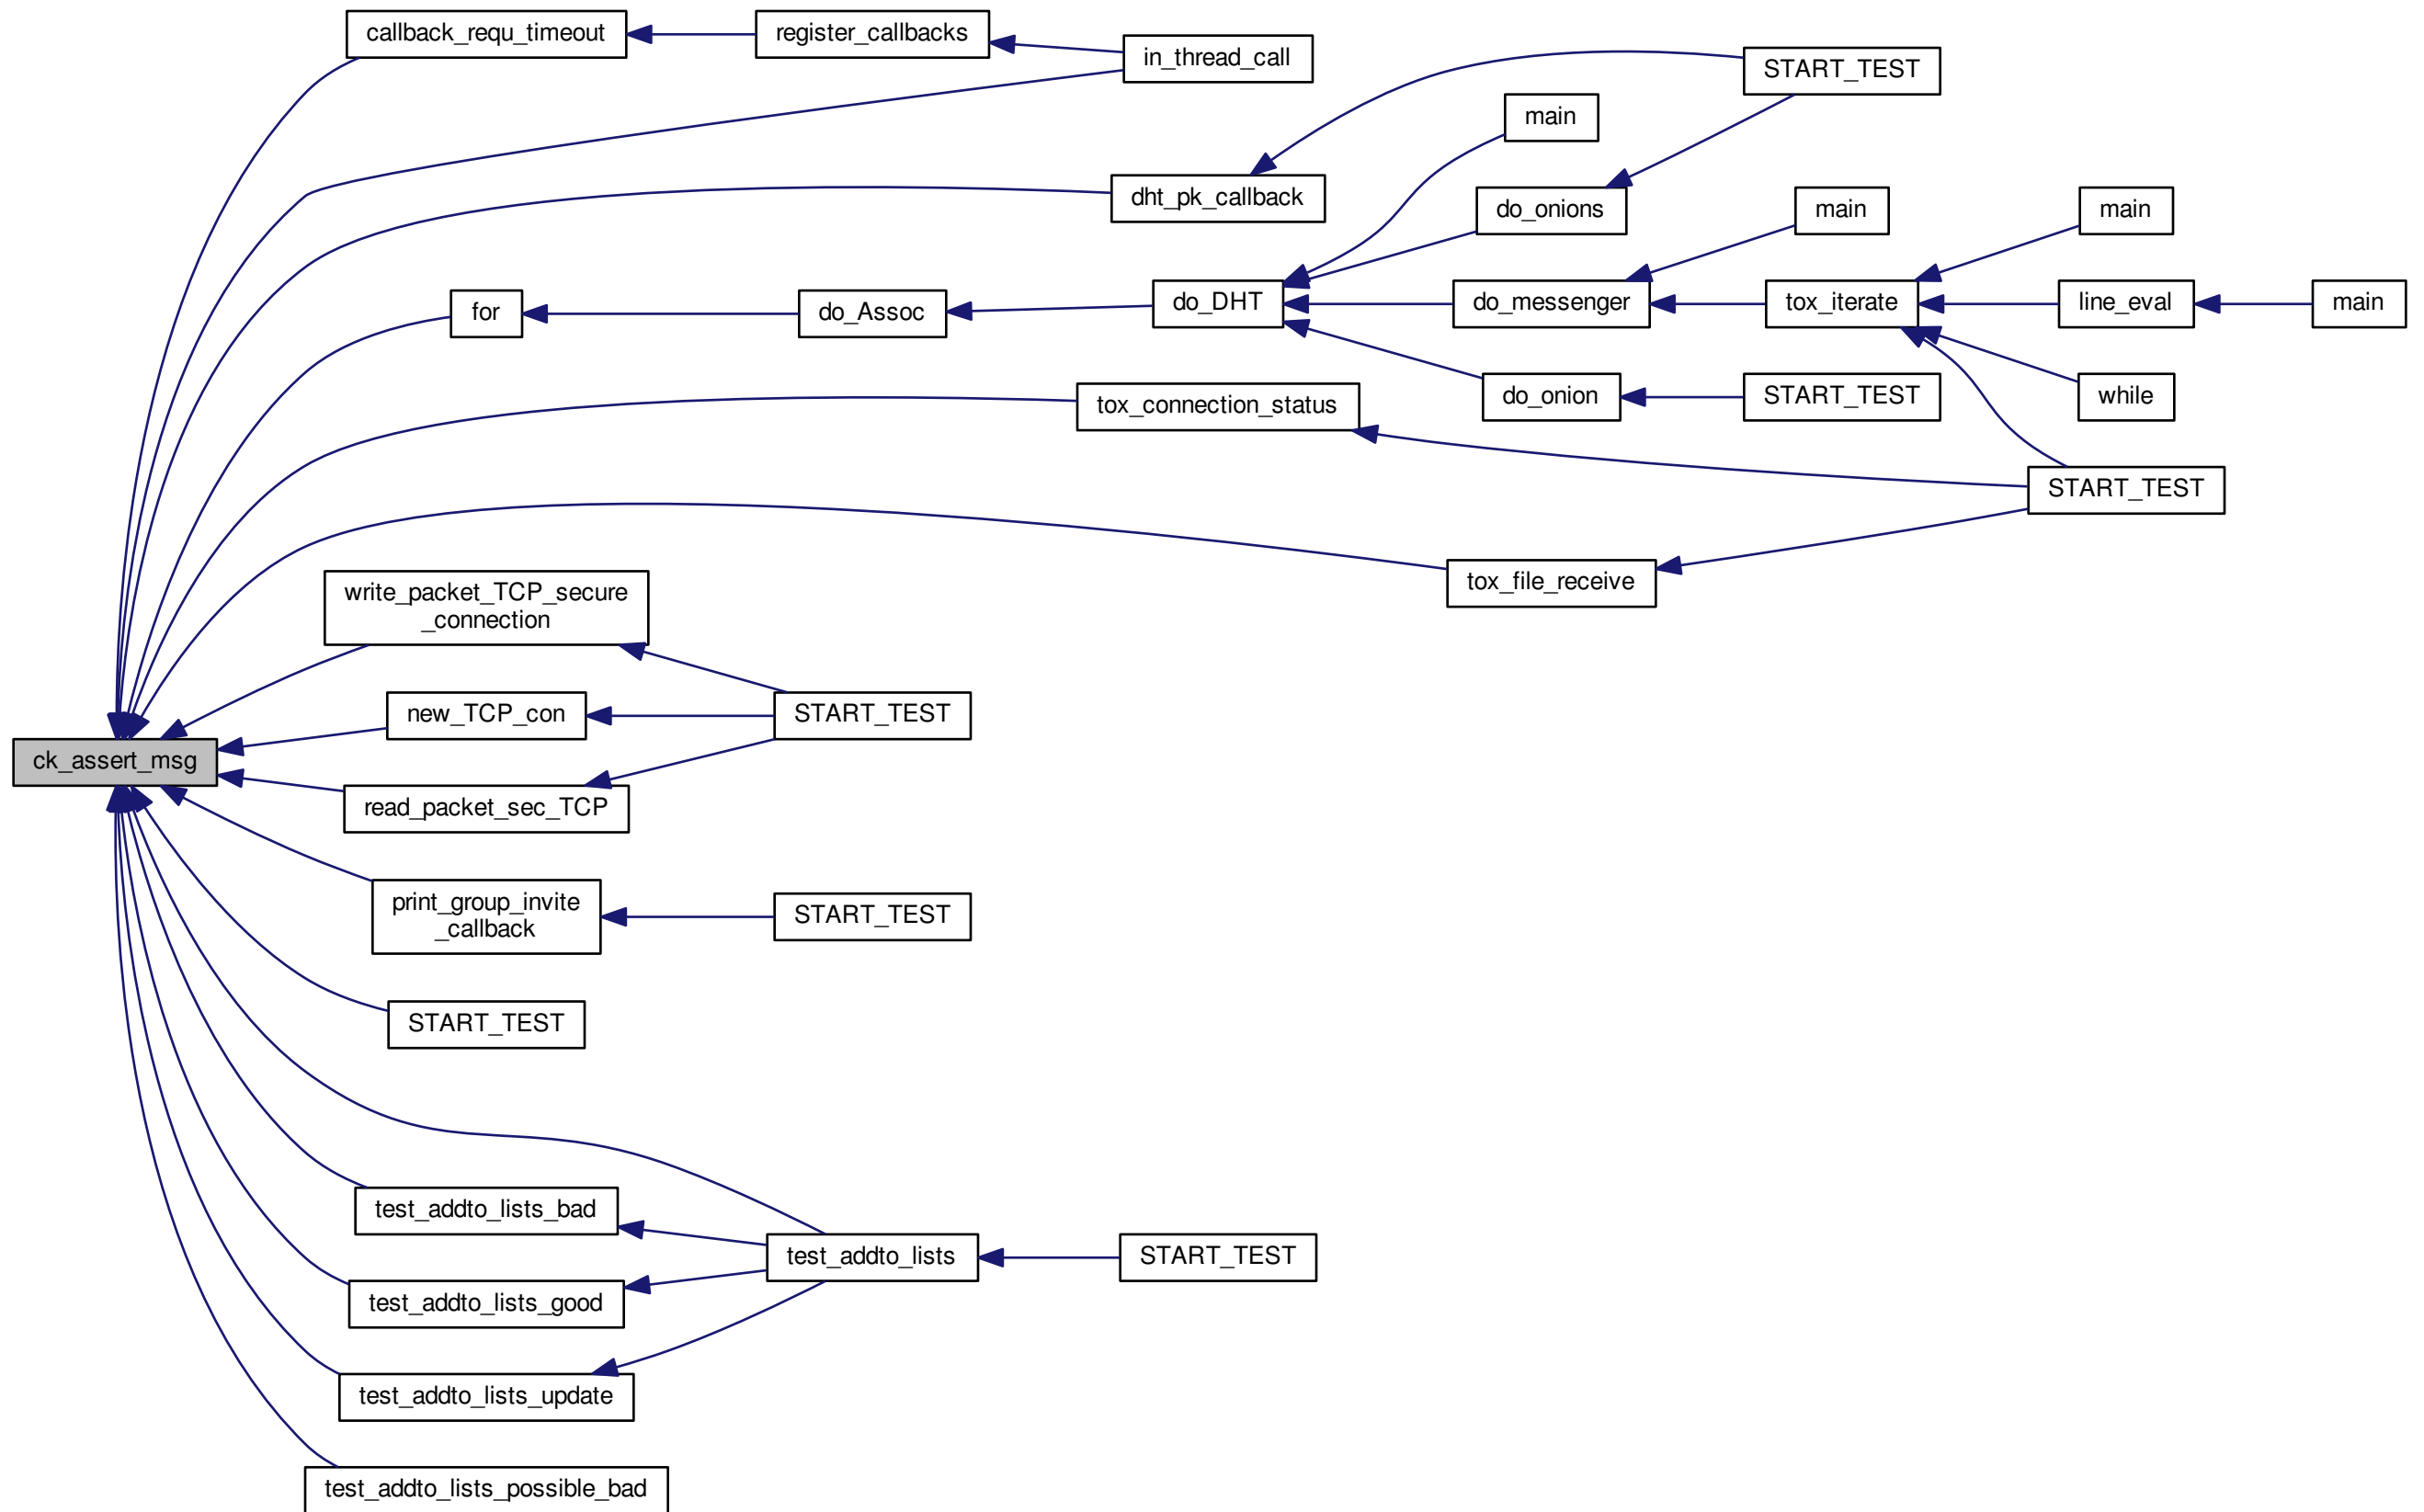 callback_requ_timeout
register_callbacks
in_thread_call
START_TEST
main
dht_pk_callback
do_onions
main
main
for
do_Assoc
do_DHT
do_messenger
tox_iterate
line_eval
main
tox_connection_status
do_onion
START_TEST
while
START_TEST
tox_file_receive
write_packet_TCP_secure
_connection
new_TCP_con
START_TEST
ck_assert_msg
read_packet_sec_TCP
print_group_invite
_callback
START_TEST
START_TEST
test_addto_lists_bad
test_addto_lists
START_TEST
test_addto_lists_good
test_addto_lists_update
test_addto_lists_possible_bad